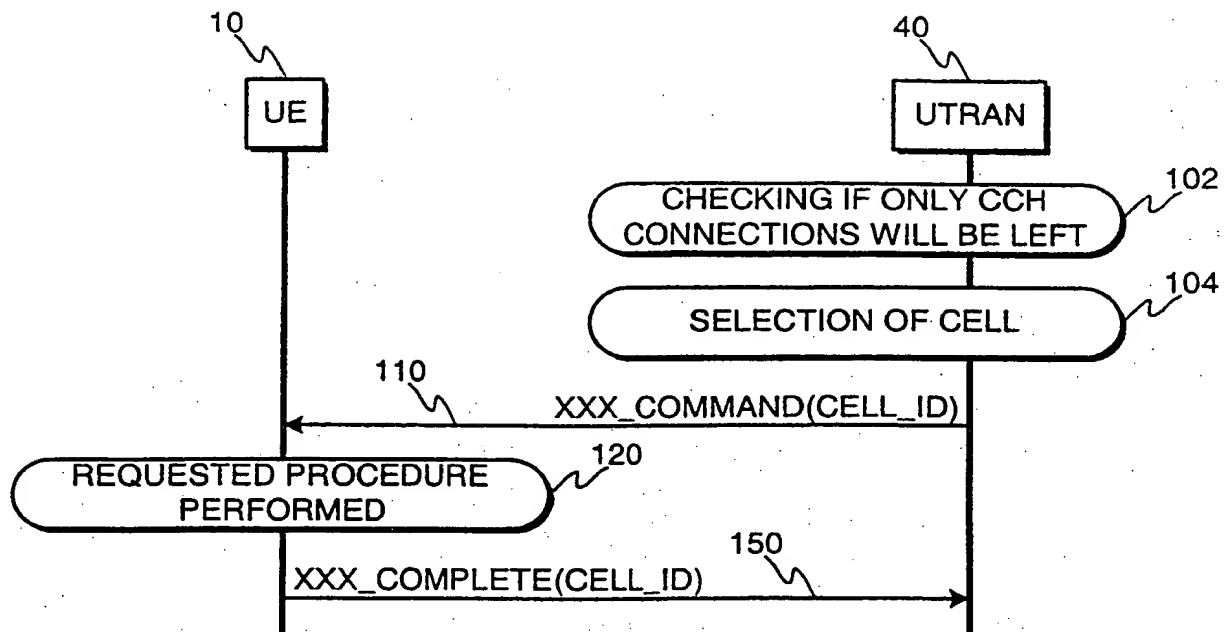 10
40
UE
UTRAN
CHECKING IF ONLY CCH
CONNECTIONS WILL BE LEFT
102
SELECTION OF CELL
104
110
XXX_COMMAND(CELL_ID)
REQUESTED PROCEDURE
PERFORMED
120
XXX_COMPLETE(CELL_ID)
150